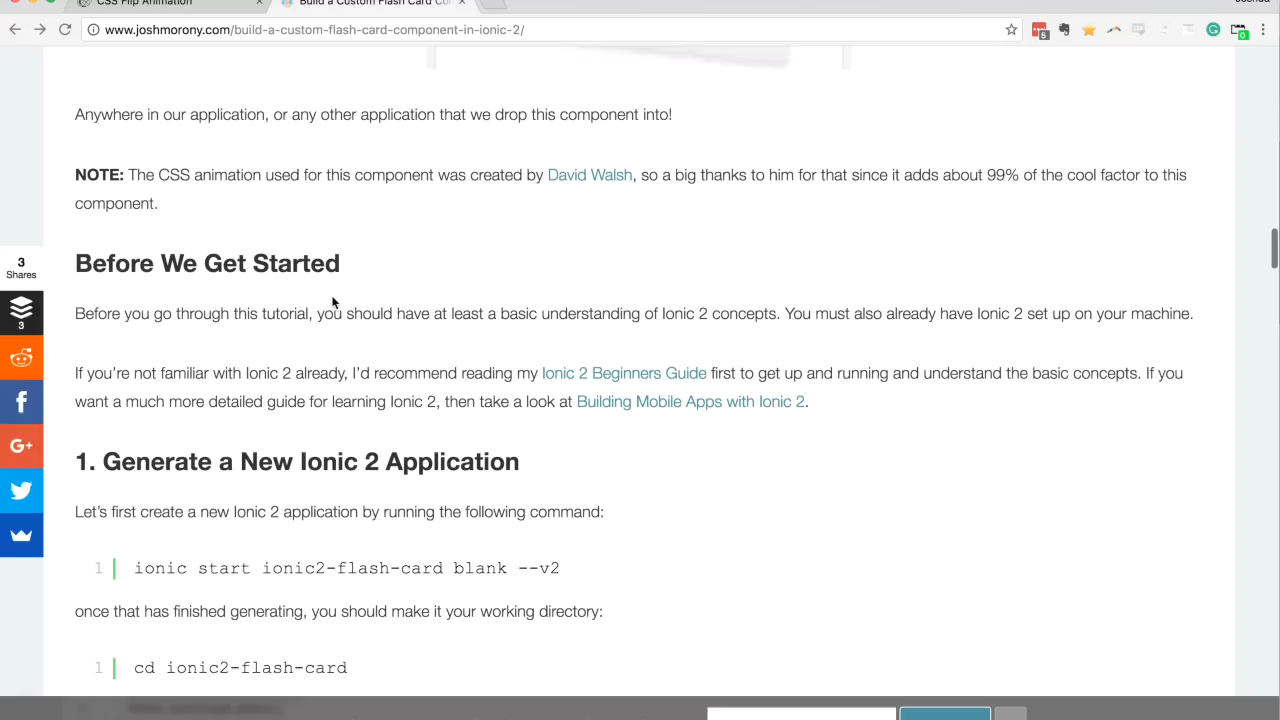 CSS Flip Animation
Build a Custom Flash Card Co
Joshua
www.joshmorony.com/build-a-custom-flash-card-component-in-ionic-2/
5
0
Anywhere in our application, or any other application that we drop this component into!
NOTE: The CSS animation used for this component was created by David Walsh, so a big thanks to him for that since it adds about 99% of the cool factor to this
component.
3
Shares
Before We Get Started
3
Before you go through this tutorial, you should have at least a basic understanding of Ionic 2 concepts. You must also already have Ionic 2 set up on your machine.
If you're not familiar with Ionic 2 already, I'd recommend reading my Ionic 2 Beginners Guide first to get up and running and understand the basic concepts. If you
want a much more detailed guide for learning Ionic 2, then take a look at Building Mobile Apps with Ionic 2.
G+
1. Generate a New Ionic 2 Application
Let's first create a new Ionic 2 application by running the following command:
1 ionic start ionic2-flash-card blank --v2
once that has finished generating, you should make it your working directory:
1 cd ionic2-flash-card